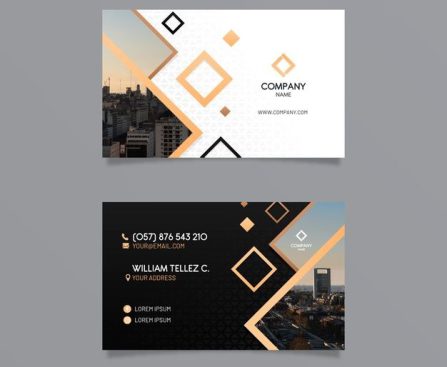 COMPANY
NAME
WWW.COMPANY.COM
(057) 876 543 210
YOUR@EMAIL.COM
COMPANY
NAME
WILLIAM TELLEZ C.
YOUR ADDRESS
LOREM IPSUM
LOREM IPSUM